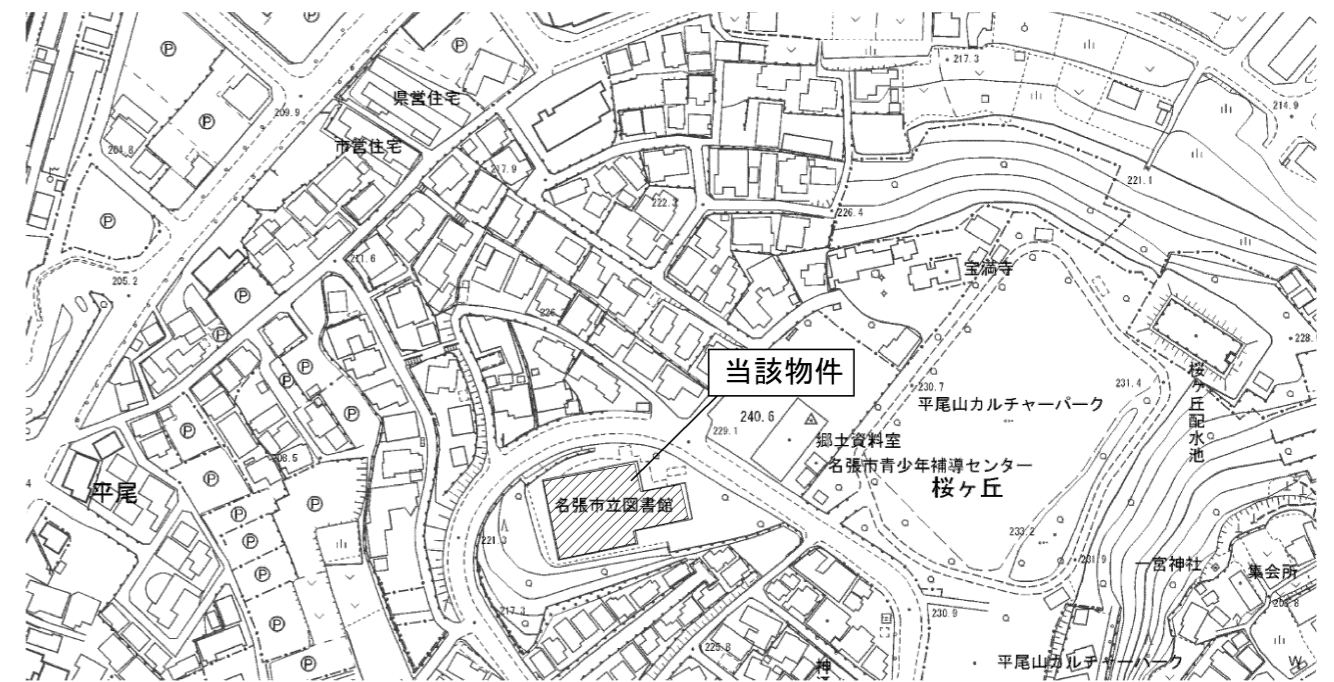 Ⓟ
Ⓟ
217.3
県営住宅
Ⓟ
209.9
214.9
204.8
市営住宅
217.9
221.1
Ⓟ
222.3
226.4
211.6
宝満寺
205.2
Ⓟ
Ⓟ
226
228.
当該物件
桜ヶ丘配水池
230.7
231.4
Ⓟ
Ⓟ
平尾山カルチャーパーク
240.6
Ⓟ
Ⓟ
229.1
郷土資料室
208.5
名張市青少年補導センター
平尾
桜ヶ丘
Ⓟ
名張市立図書館
Ⓟ
233.2
Ⓟ
221.3
231.9
一宮神社
集会所
Ⓟ
Ⓟ
217.3
230.9
Ⓟ
225.8
平尾山カルチャーパーク
Ⓟ
神